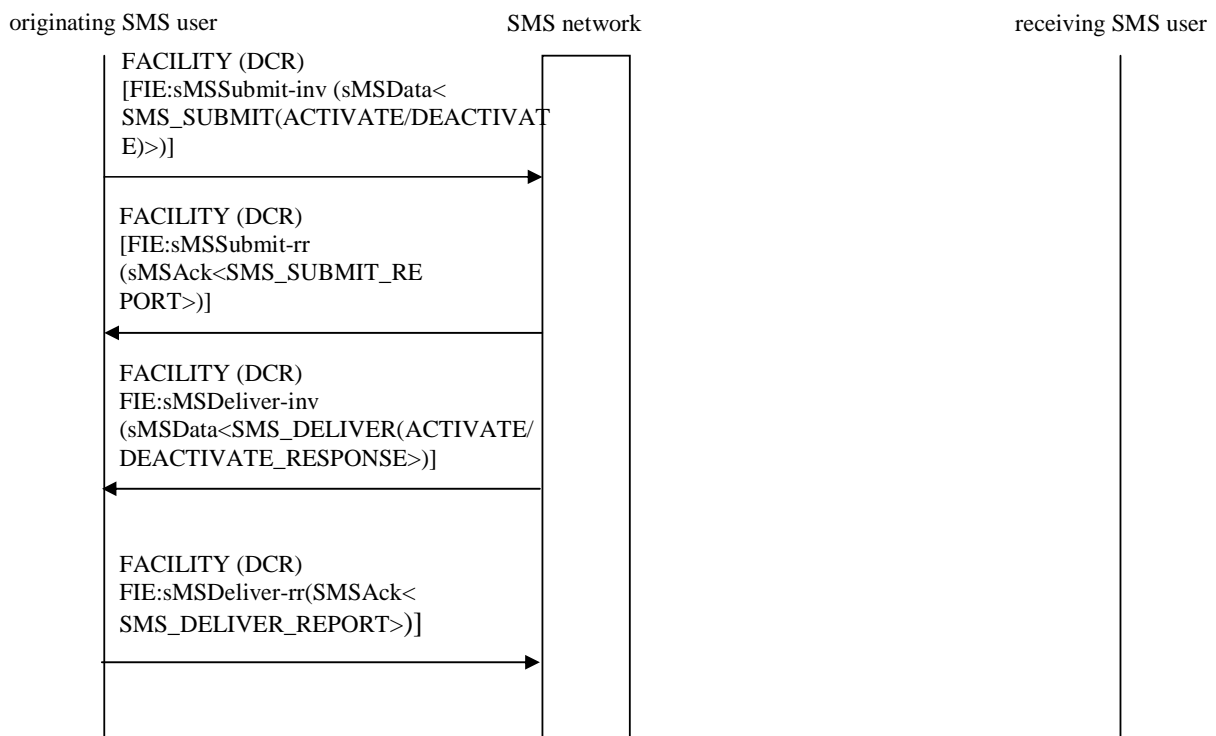 originating SMS user
SMS network
receiving SMS user
FACILITY (DCR)
[FIE:sMSSubmit-inv (sMSData<
SMS_SUBMIT(ACTIVATE/DEACTIVAT
E)>)]
FACILITY (DCR)
[FIE:sMSSubmit-rr
(sMSAck<SMS_SUBMIT_RE
PORT>)]
FACILITY (DCR)
FIE:sMSDeliver-inv
(sMSData<SMS_DELIVER(ACTIVATE/
DEACTIVATE_RESPONSE>)]
FACILITY (DCR)
FIE:sMSDeliver-rr(SMSAck<
SMS_DELIVER_REPORT>)]